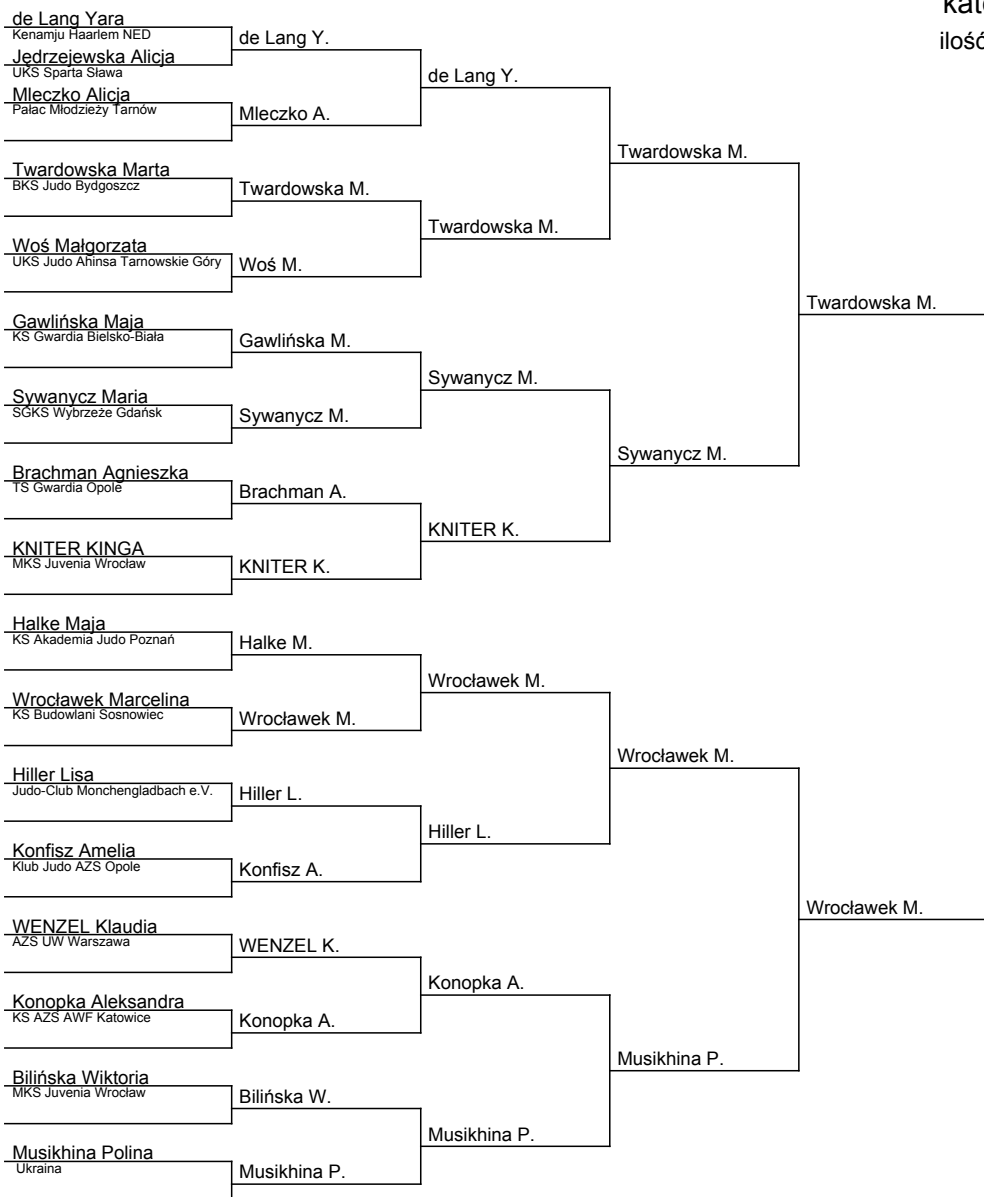 kate
ilość
de Lang Yara
Kenamju Haarlem NED
Jędrzejewska Alicja
UKS Sparta Sława
Mleczko Alicja
Pałac Młodzieży Tarnów
Twardowska Marta
BKS Judo Bydgoszcz
Woś Małgorzata
UKS Judo Ahinsa Tarnowskie Góry
Gawlińska Maja
KS Gwardia Bielsko-Biała
Sywanycz Maria
SGKS Wybrzeże Gdańsk
Brachman Agnieszka
TS Gwardia Opole
KNITER KINGA
MKS Juvenia Wrocław
Halke Maja
KS Akademia Judo Poznań
Wrocławek Marcelina
KS Budowlani Sosnowiec
Hiller Lisa
Judo-Club Monchengladbach e.V.
Konfisz Amelia
Klub Judo AZS Opole
WENZEL Klaudia
AZS UW Warszawa
Konopka Aleksandra
KS AZS AWF Katowice
Bilińska Wiktoria
MKS Juvenia Wrocław
Musikhina Polina
Ukraina
de Lang Y.
Mleczko A.
Twardowska M.
Woś M.
Gawlińska M.
Sywanycz M.
Brachman A.
KNITER K.
Halke M.
Wrocławek M.
Hiller L.
Konfisz A.
WENZEL K.
Konopka A.
Bilińska W.
Musikhina P.
de Lang Y.
Twardowska M.
Sywanycz M.
KNITER K.
Wrocławek M.
Hiller L.
Konopka A.
Musikhina P.
Twardowska M.
Sywanycz M.
Wrocławek M.
Musikhina P.
Twardowska M.
Wrocławek M.